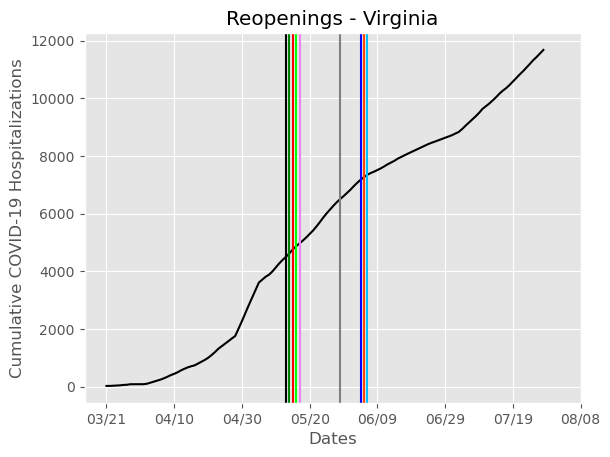 Reopenings - Virginia
Cumulative COVID-19 Hospitalizations
12000
10000
8000
6000
4000
2000
0
03/21 04/10 04/30 05/20 06/09 06/29 07/19 08/08
Dates